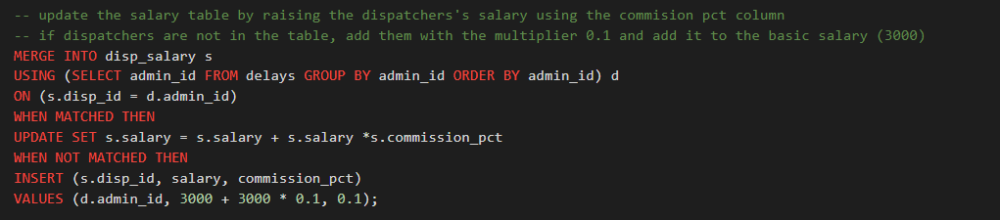 -- update the salary table by raising the dispatchers's salary using the commision pct column
-- if dispatchers are not in the table, add them with the multiplier 0.1 and add it to the basic salary (3000)
MERGE INTO disp_salary s
USING (SELECT admin_id FROM delays GROUP BY admin_id ORDER BY admin_id) d
ON (s.disp_id = d.admin_id)
WHEN MATCHED THEN
UPDATE SET s.salary = s.salary + s.salary *s.commission_pct
WHEN NOT MATCHED THEN
INSERT (s.disp_id, salary, commission_pct)
VALUES (d.admin_id, 3000 + 3000 * 0.1, 0.1);